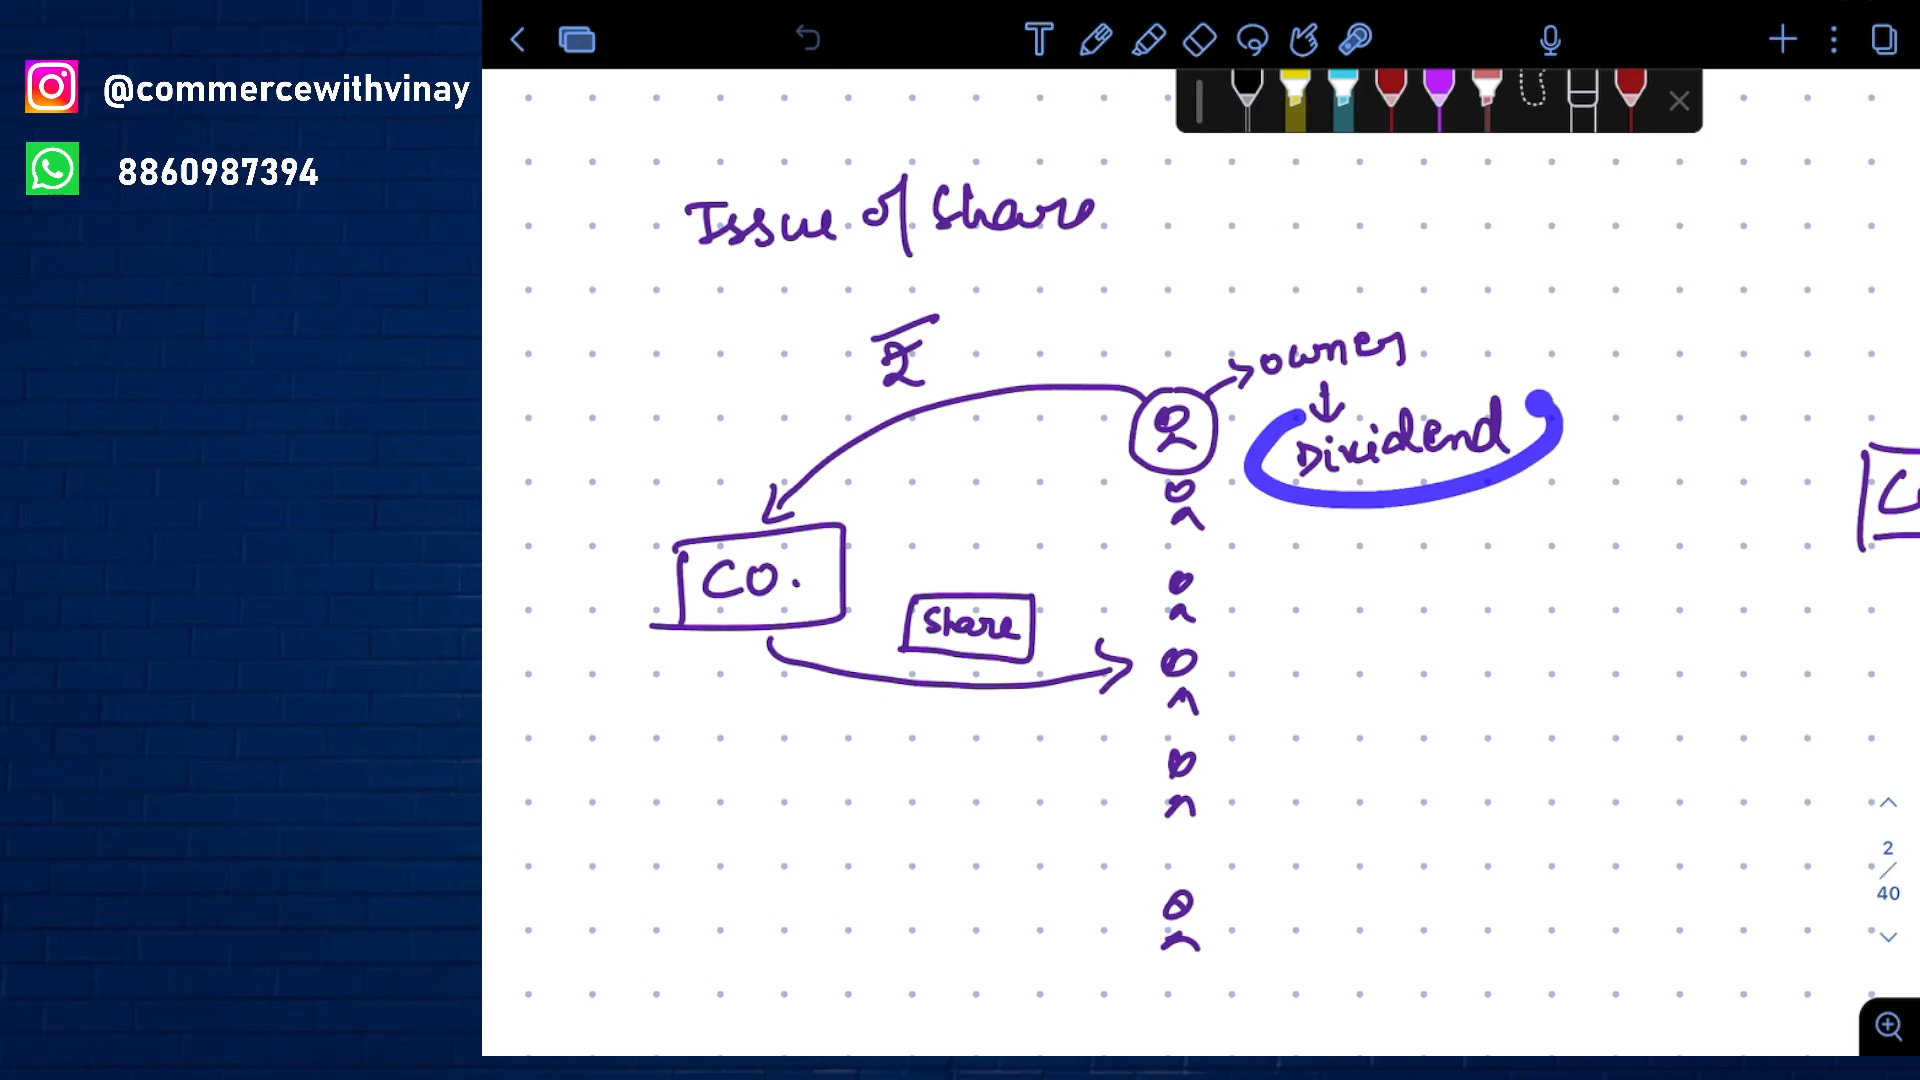 @commercewithvinay
8860987394
Issue of Share
owner
Dividend
CO.
Share
2
/
40